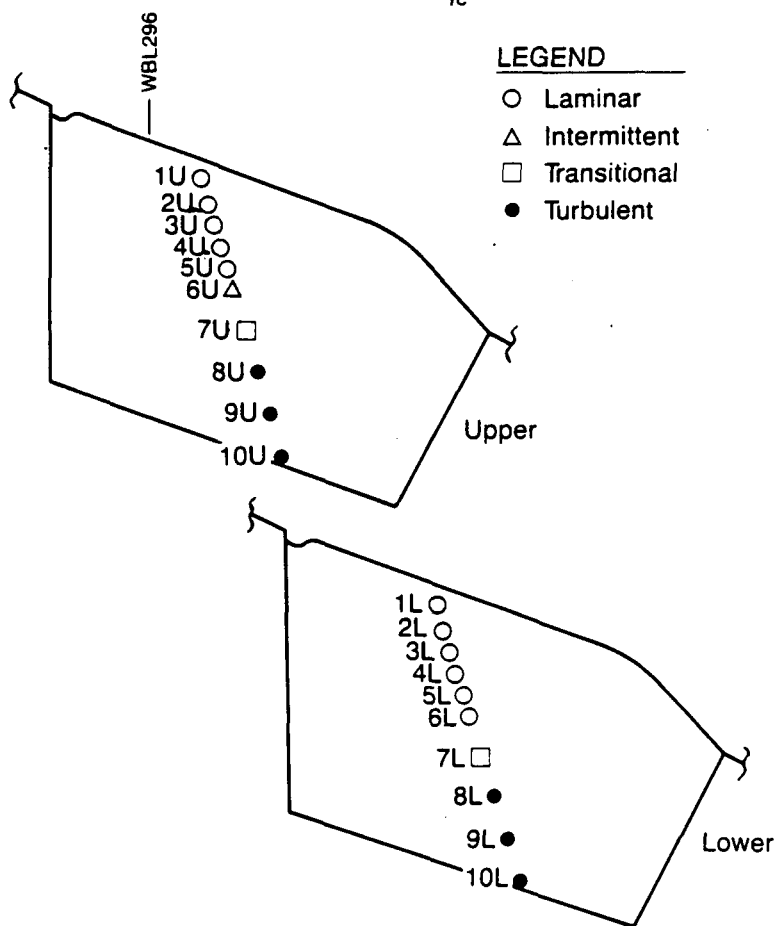 WBL296
LEGEND
Laminar
Intermittent
Transitional
Turbulent
1U
2U
3U
4U
5U
6U
7U
8U
9U
10U
Upper
1L
2L
3L
4L
5L
6L
7L
8L
9L
10L
Lower